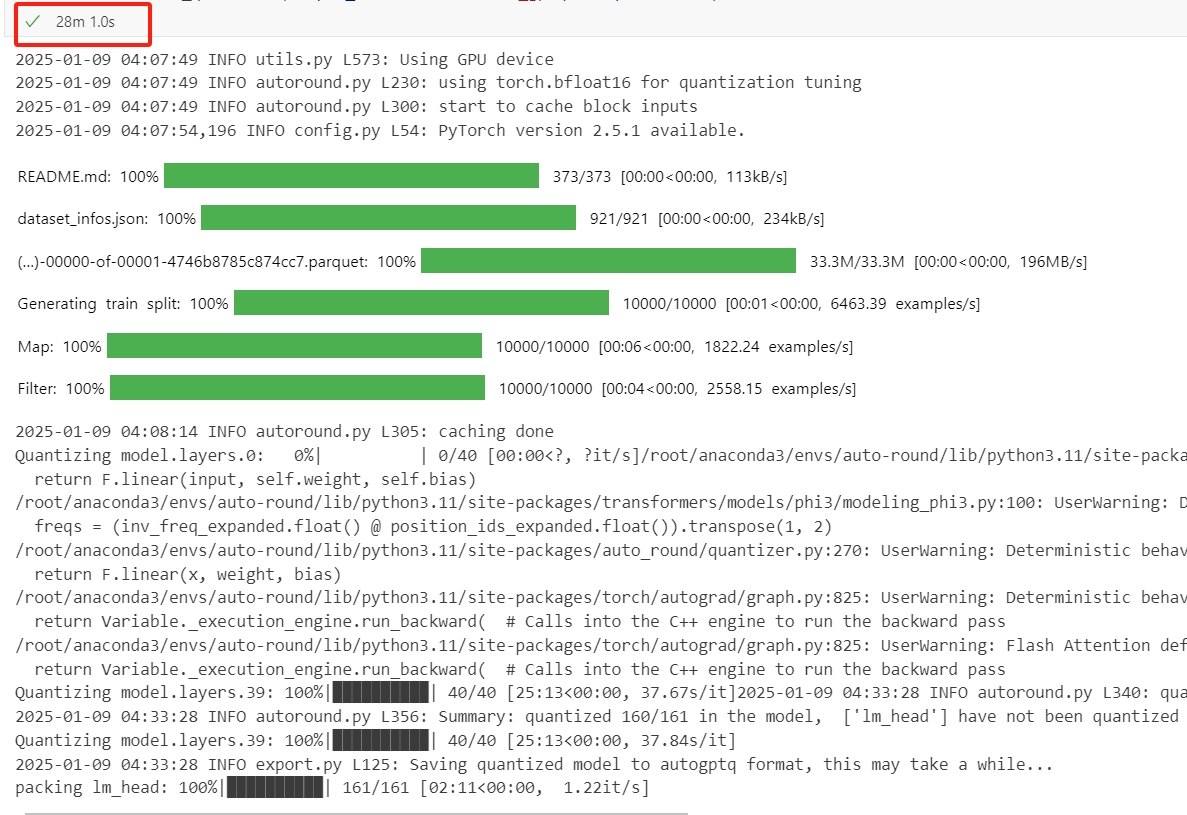 28m 1.0s
2025-01-09 04:07:49 INFO utils.py L573: Using GPU device
2025-01-09 04:07:49 INFO autoround.py L230: using torch.bfloat16 for quantization tuning
2025-01-09 04:07:49 INFO autoround.py L300: start to cache block inputs
2025-01-09 04:07:54,196 INFO config.py L54: PyTorch version 2.5.1 available.
README.md: 100% 373/373 [00:00<00:00, 113kB/s]
dataset_infos.json: 100% 921/921 [00:00<00:00, 234kB/s]
(…)-00000-of-00001-4746b8785c874cc7.parquet: 100% 33.3M/33.3M [00:00<00:00, 196MB/s]
Generating train split: 100% 10000/10000 [00:01<00:00, 6463.39 examples/s]
Map: 100% 10000/10000 [00:06<00:00, 1822.24 examples/s]
Filter: 100% 10000/10000 [00:04<00:00, 2558.15 examples/s]
2025-01-09 04:08:14 INFO autoround.py L305: caching done
Quantizing model.layers.0:   0%|          | 0/40 [00:00<?, ?it/s]/root/anaconda3/envs/auto-round/lib/python3.11/site-packa
  return F.linear(input, self.weight, self.bias)
/root/anaconda3/envs/auto-round/lib/python3.11/site-packages/transformers/models/phi3/modeling_phi3.py:100: UserWarning: D
  freqs = (inv_freq_expanded.float() @ position_ids_expanded.float()).transpose(1, 2)
/root/anaconda3/envs/auto-round/lib/python3.11/site-packages/auto_round/quantizer.py:270: UserWarning: Deterministic behav
  return F.linear(x, weight, bias)
/root/anaconda3/envs/auto-round/lib/python3.11/site-packages/torch/autograd/graph.py:825: UserWarning: Deterministic behav
  return Variable._execution_engine.run_backward(  # Calls into the C++ engine to run the backward pass
/root/anaconda3/envs/auto-round/lib/python3.11/site-packages/torch/autograd/graph.py:825: UserWarning: Flash Attention def
  return Variable._execution_engine.run_backward(  # Calls into the C++ engine to run the backward pass
Quantizing model.layers.39: 100%|██████████| 40/40 [25:13<00:00, 37.67s/it]2025-01-09 04:33:28 INFO autoround.py L340: qua
2025-01-09 04:33:28 INFO autoround.py L356: Summary: quantized 160/161 in the model,  ['lm_head'] have not been quantized
Quantizing model.layers.39: 100%|██████████| 40/40 [25:13<00:00, 37.84s/it]
2025-01-09 04:33:28 INFO export.py L125: Saving quantized model to autogptq format, this may take a while...
packing lm_head: 100%|██████████| 161/161 [02:11<00:00,  1.22it/s]